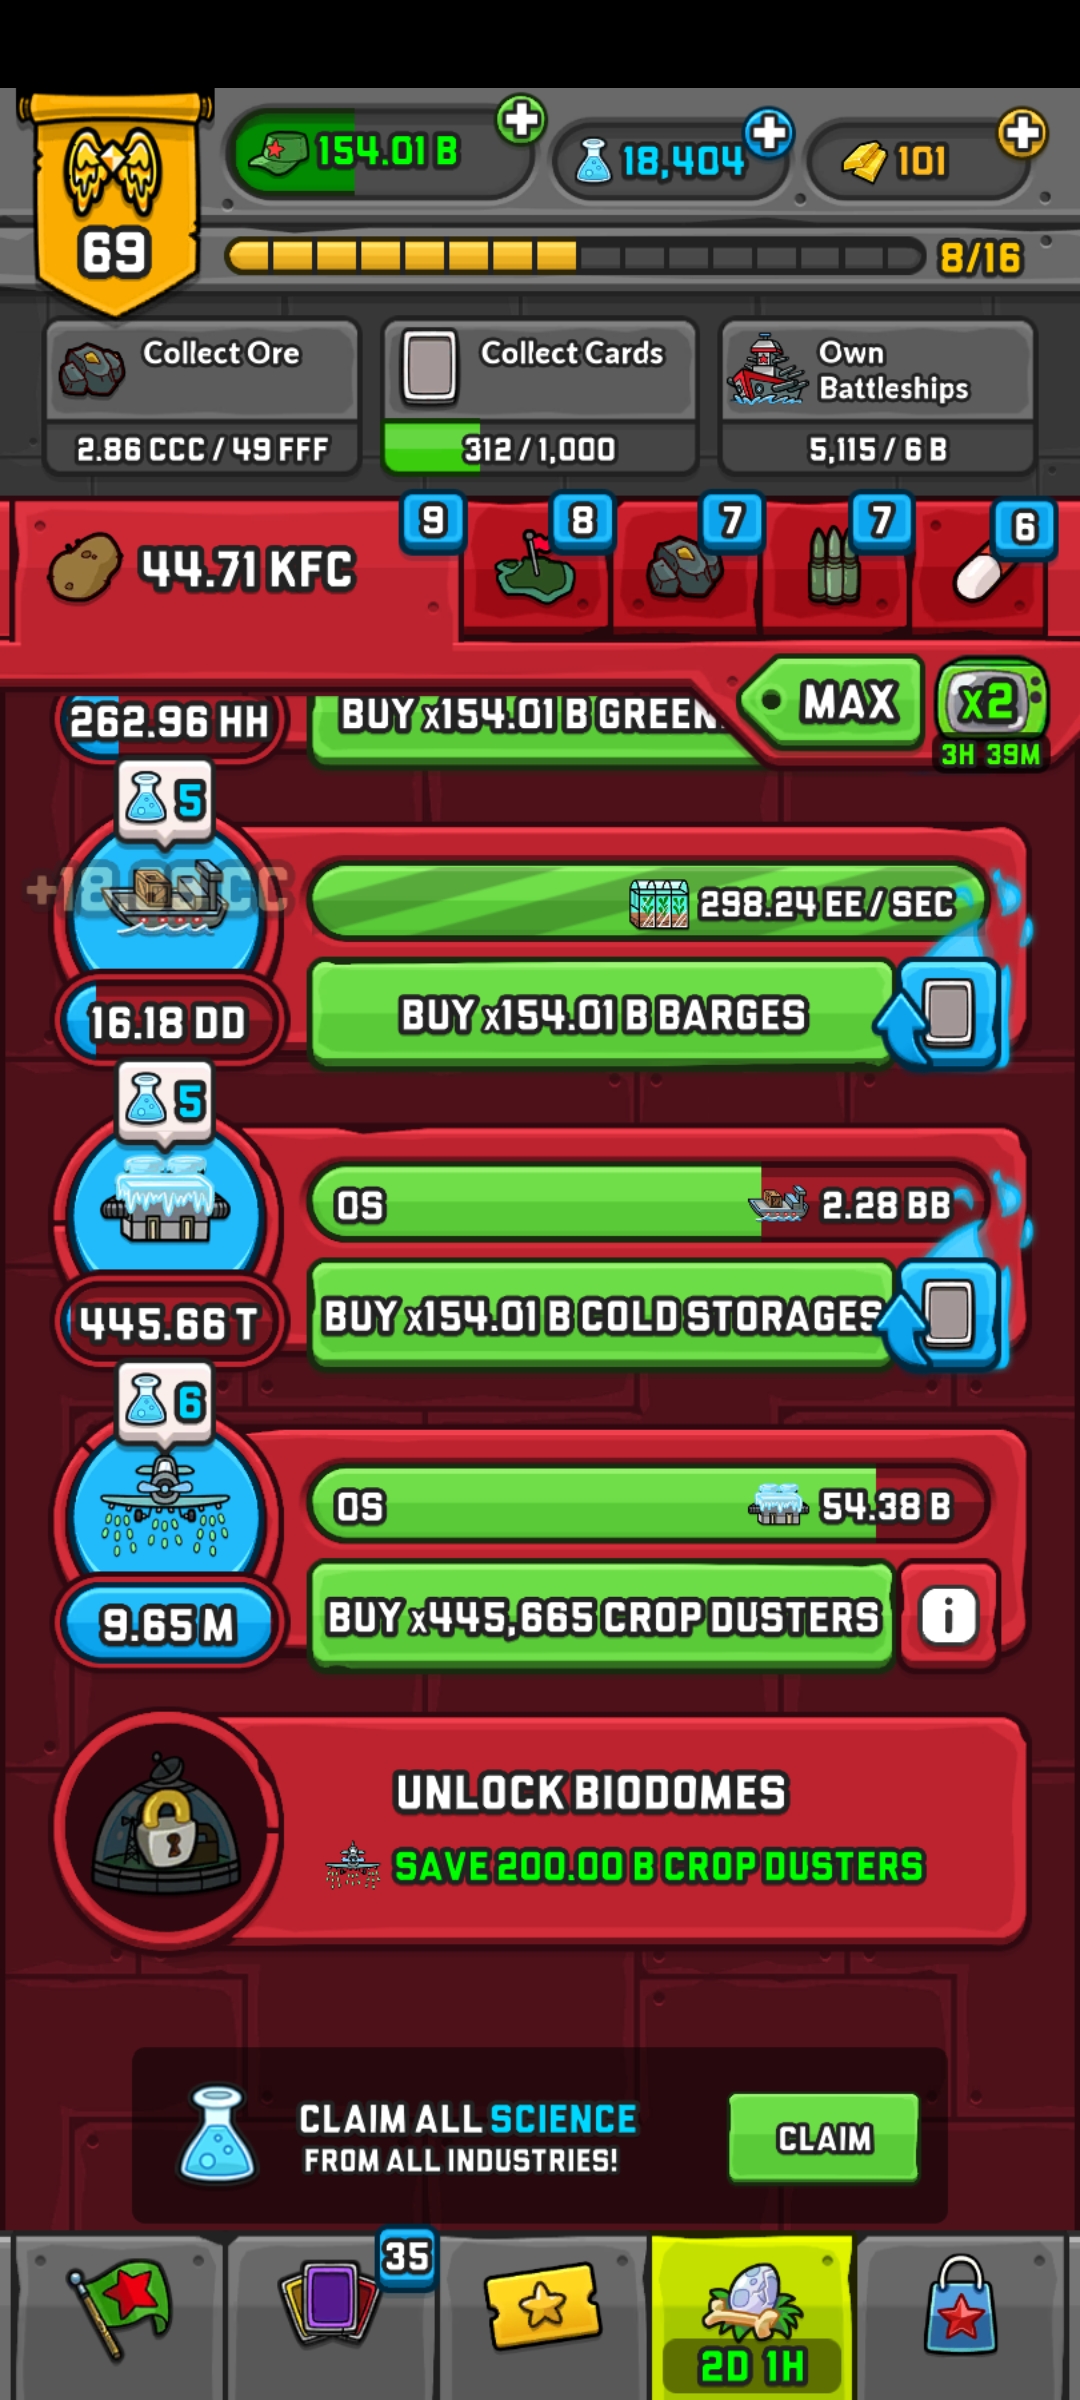 154.01 B
18,404
101
69
8/16
Collect Ore
2.86 CCC / 49 FFF
Collect Cards
312 / 1,000
Own
Battleships
5,115 / 6 B
44.71 KFC
9
8
7
7
6
MAX
x2
3H 39M
262.96 HH
BUY x154.01 B GREEN
5
298.24 EE / SEC
16.18 DD
BUY x154.01 B BARGES
5
0S
2.28 BB
445.66 T
BUY x154.01 B COLD STORAGES
6
0S
54.38 B
9.65 M
BUY x445,665 CROP DUSTERS
i
UNLOCK BIODOMES
SAVE 200.00 B CROP DUSTERS
CLAIM ALL SCIENCE
FROM ALL INDUSTRIES!
CLAIM
35
2D 1H